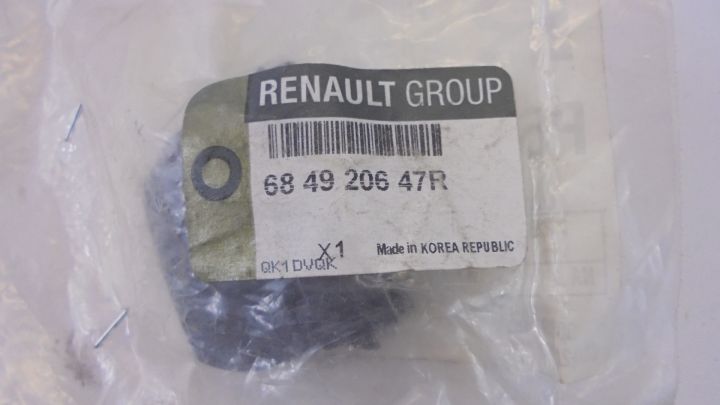 RENAULT GROUP
68 49 206 47R
X1 Made in KOREA REPUBLIC
QK1DVQK